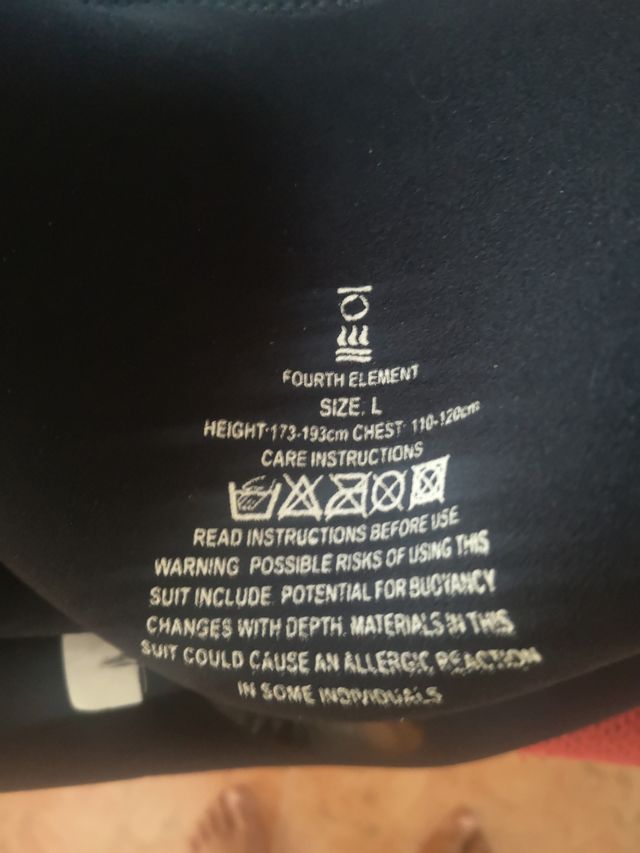 FOURTH ELEMENT
SIZE: L
HEIGHT:173-193cm CHEST: 110-120cm
CARE INSTRUCTIONS
READ INSTRUCTIONS BEFORE USE
WARNING POSSIBLE RISKS OF USING THIS
SUIT INCLUDE. POTENTIAL FOR BUOYANCY
CHANGES WITH DEPTH. MATERIALS IN THIS
SUIT COULD CAUSE AN ALLERGIC REACTION
IN SOME INDIVIDUALS